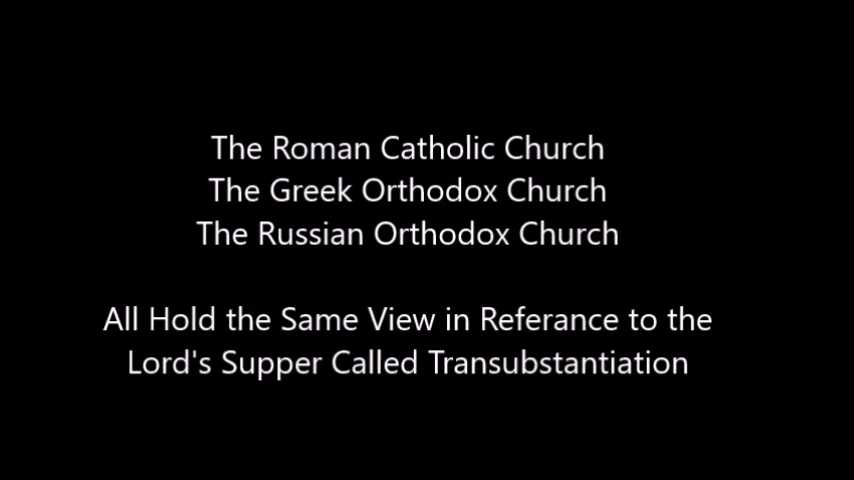 The Roman Catholic Church
The Greek Orthodox Church
The Russian Orthodox Church
All Hold the Same View in Referance to the
Lord's Supper Called Transubstantiation